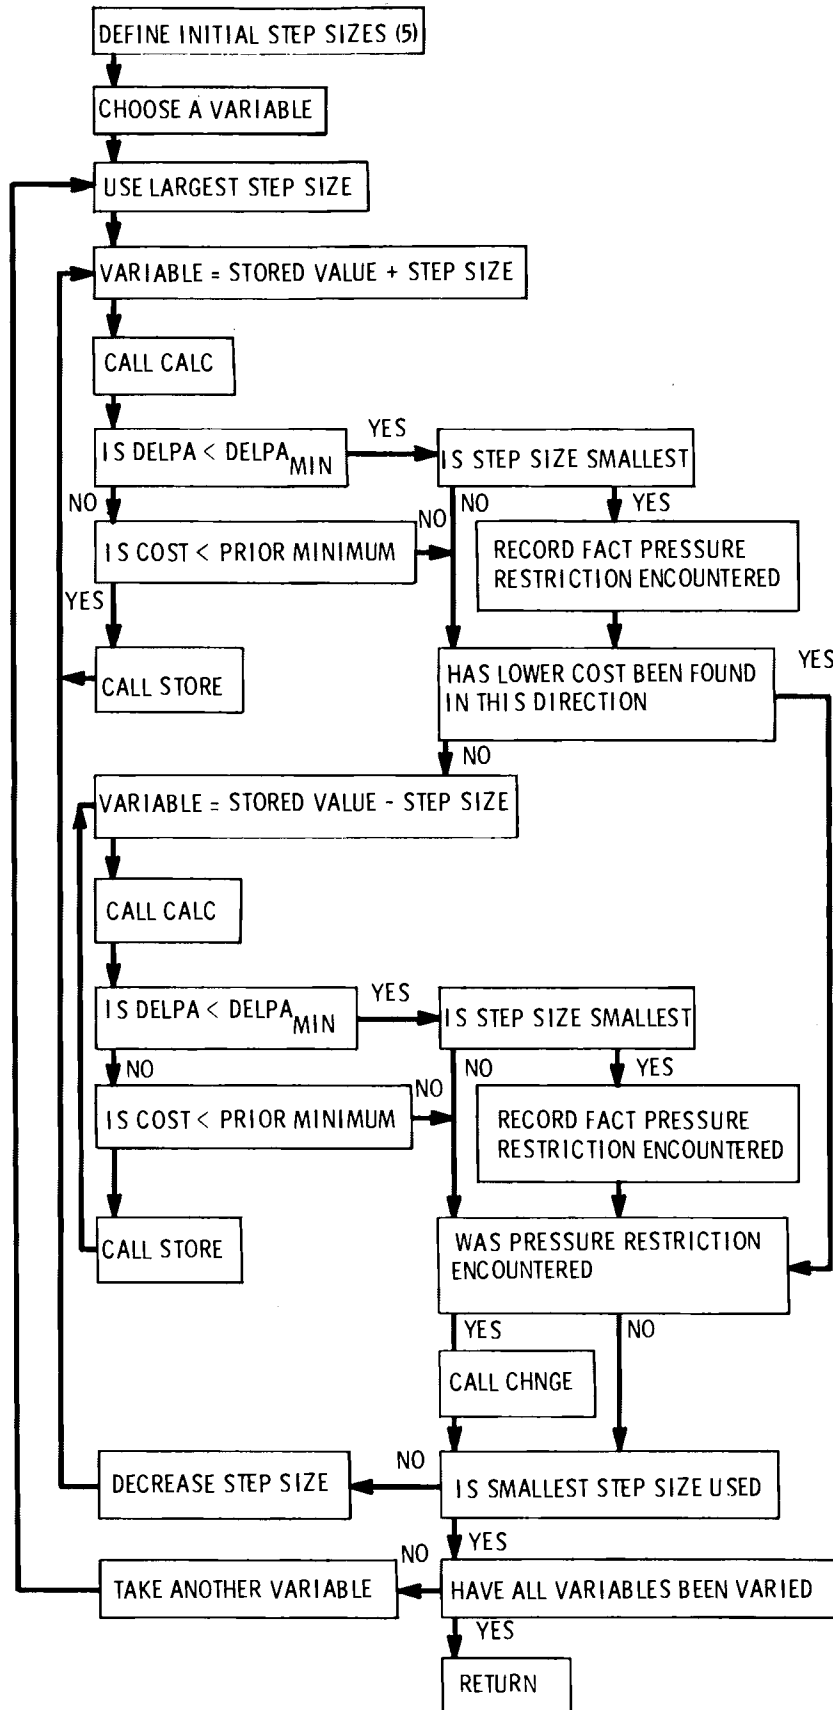 DEFINE INITIAL STEP SIZES (5)
CHOOSE A VARIABLE
USE LARGEST STEP SIZE
VARIABLE = STORED VALUE + STEP SIZE
CALL CALC
IS DELPA < DELPA MIN
YES
IS STEP SIZE SMALLEST
NO
NO
NO
YES
IS COST < PRIOR MINIMUM
RECORD FACT PRESSURE
RESTRICTION ENCOUNTERED
YES
CALL STORE
HAS LOWER COST BEEN FOUND
IN THIS DIRECTION
YES
NO
VARIABLE = STORED VALUE - STEP SIZE
CALL CALC
IS DELPA < DELPA MIN
YES
IS STEP SIZE SMALLEST
NO
NO
NO
YES
IS COST < PRIOR MINIMUM
RECORD FACT PRESSURE
RESTRICTION ENCOUNTERED
CALL STORE
WAS PRESSURE RESTRICTION
ENCOUNTERED
YES
NO
CALL CHNGE
NO
DECREASE STEP SIZE
IS SMALLEST STEP SIZE USED
YES
NO
TAKE ANOTHER VARIABLE
HAVE ALL VARIABLES BEEN VARIED
YES
RETURN